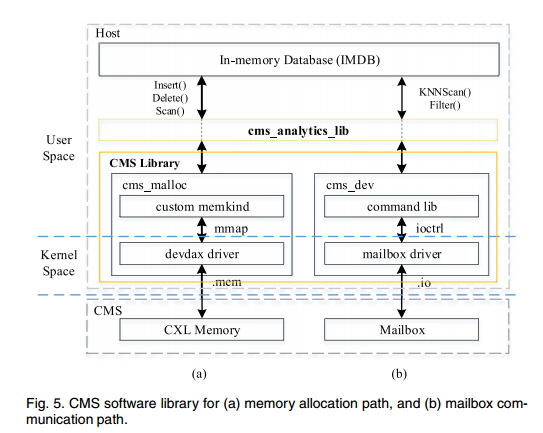 Host
In-memory Database (IMDB)
Insert()
Delete()
Scan()
KNNScan()
Filter()
User
Space
cms_analytics_lib
CMS Library
cms_malloc
cms_dev
custom memkind
command lib
mmap
ioctrl
Kernel
Space
devdax driver
mailbox driver
.mem
.io
CMS
CXL Memory
Mailbox
(a)
(b)
Fig. 5. CMS software library for (a) memory allocation path, and (b) mailbox com-
munication path.